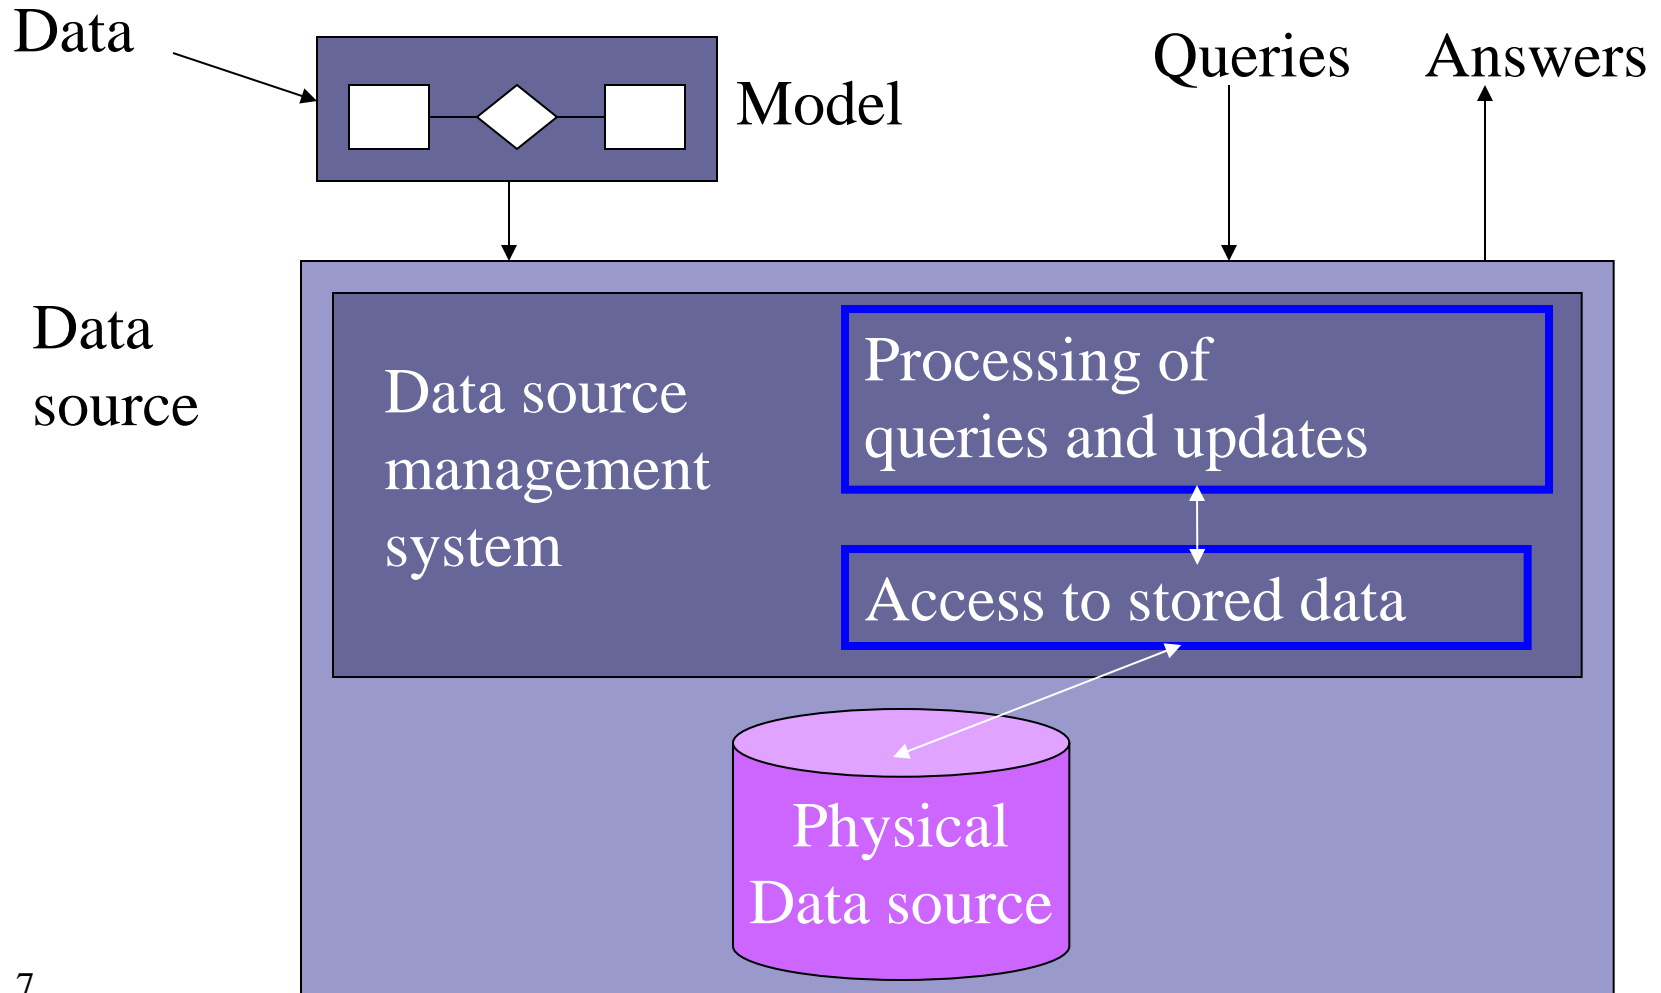 Data
Model
Queries
Answers
Data
source
Data source
management
system
Processing of
queries and updates
Access to stored data
Physical
Data source
7